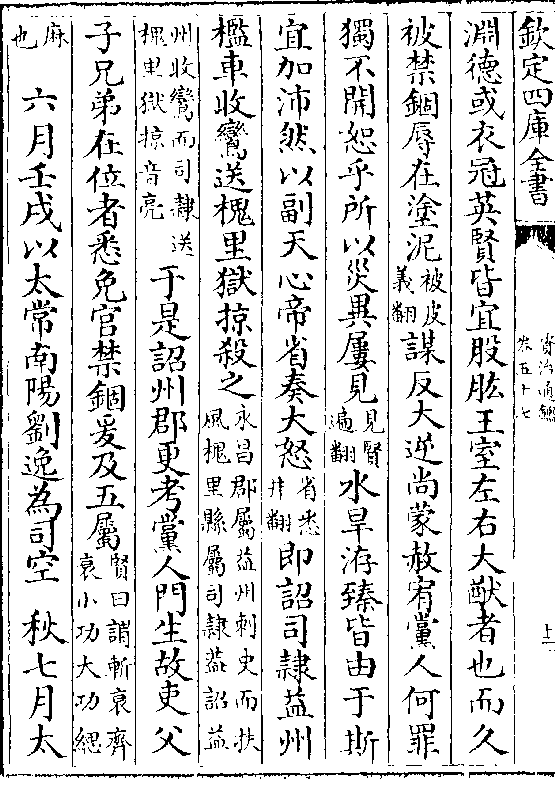 欽定四庫全書
資治通鑑
卷五十七
淵德或衣冠英賢皆宜股肱王室左右大猷者也而久
被禁錮辱在塗泥被皮義翻謀反大逆尚蒙赦宥黨人何罪
獨不開恕乎所以災異屢見見賢遍翻水旱洊臻皆由于斯
宜加沛然以副天心帝省奏大怒省悉井翻即詔司隸益州
檻車收鸞送槐里獄掠殺之永昌郡屬益州刺史而扶風槐里縣屬司隸葢詔益
州收鸞而司隸送槐里獄掠音亮于是詔州郡更考黨人門生故吏父
子兄弟在位者悉免官禁錮爰及五屬賢曰謂斬衰齊衰小功大功緦
麻也　六月壬戌以太常南陽劉逸為司空　秋七月太